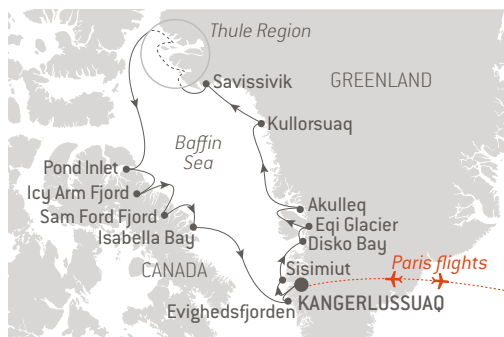 Thule Region
Savissivik
GREENLAND
Kullorsuaq
Baffin
Sea
Pond Inlet
Icy Arm Fjord
Sam Ford Fjord
Isabella Bay
Akulleq
Eqi Glacier
Disko Bay
CANADA
Sisimiut
Paris flights
Evighedsfjorden
KANGERLUSSUAQ